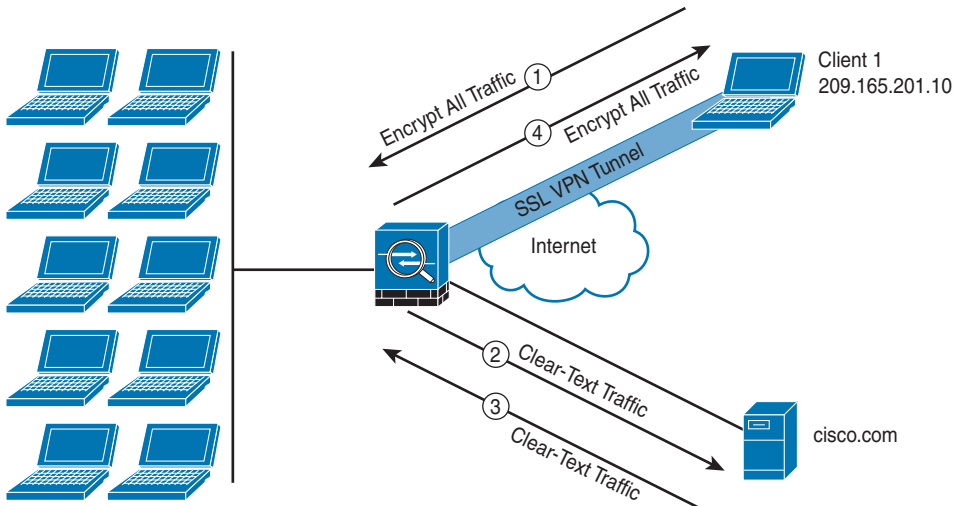 Client 1
209.165.201.10
1
Encrypt All Traffic
4
Encrypt All Traffic
SSL VPN Tunnel
Internet
2
Clear-Text Traffic
3
Clear-Text Traffic
cisco.com